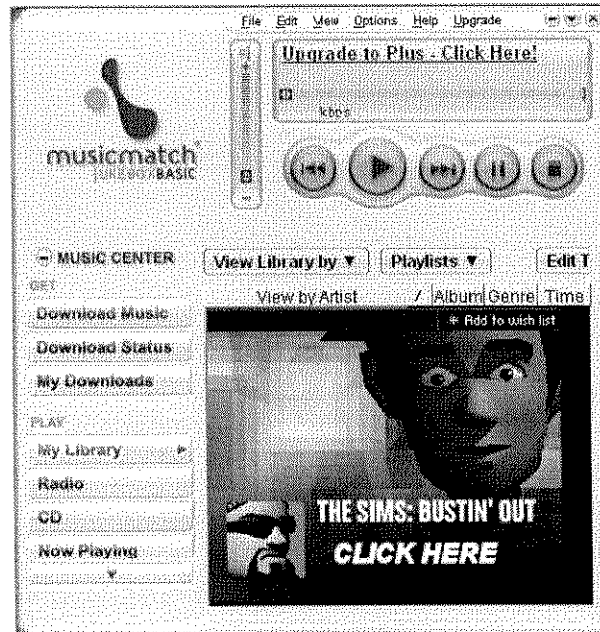 File Edit View Options Help Upgrade
Upgrade to Plus - Click Here!
kbps
musicmatch
JUKEBOX BASIC
MUSIC CENTER
View Library by ▼ Playlists ▼ Edit T
GET
View by Artist / Album Genre Time
Download Music
* Add to wish list
Download Status
My Downloads
PLAY
My Library
Radio
THE SIMS: BUSTIN' OUT
CD
CLICK HERE
Now Playing